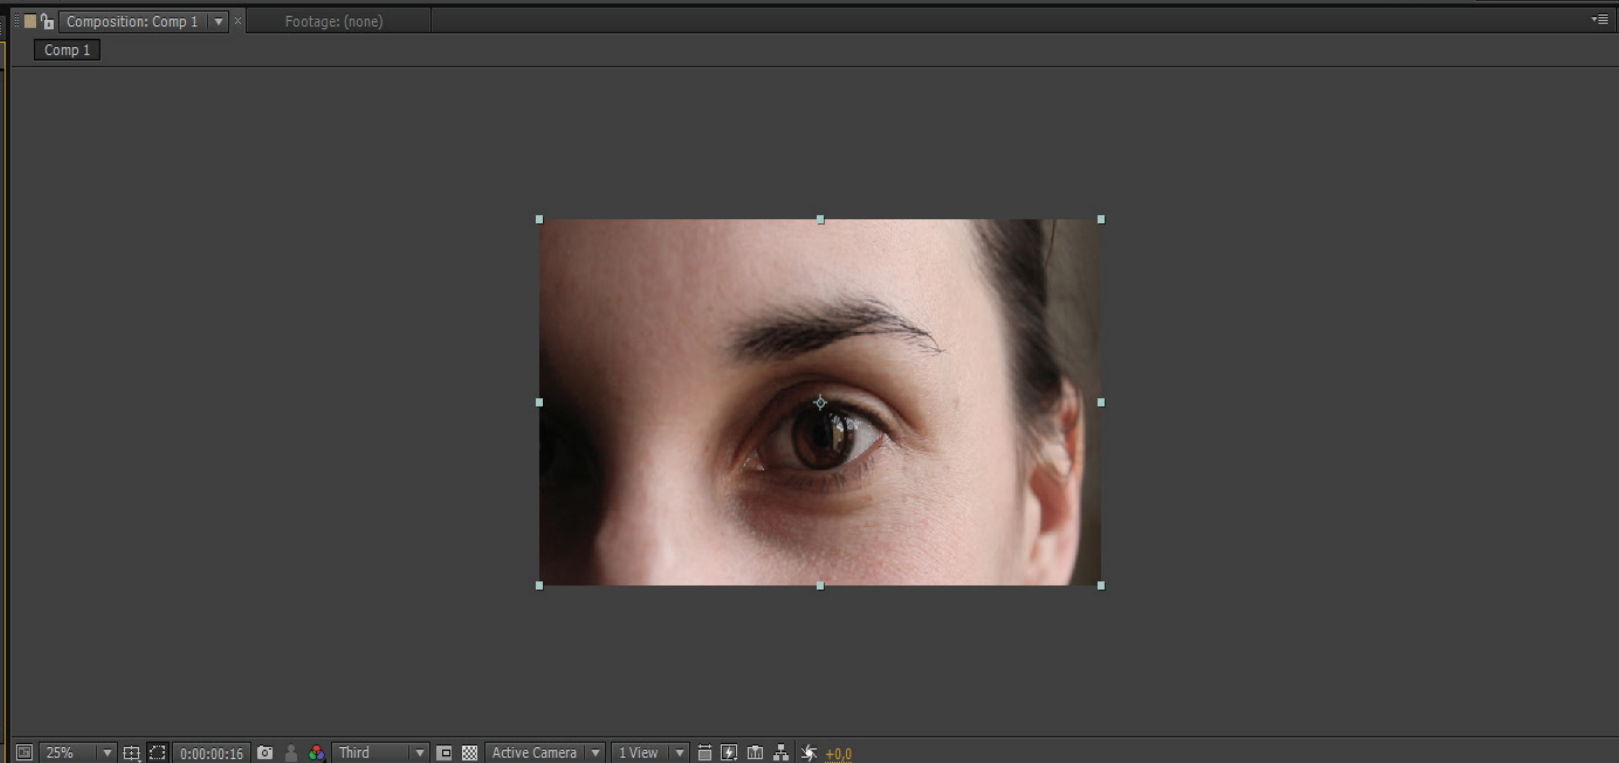 Composition: Comp 1
Footage: (none)
Comp 1
25%
0:00:00:16
Third
Active Camera
1 View
+0,0